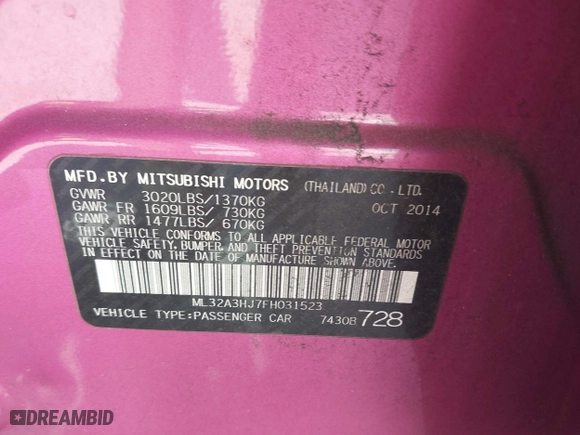 MFD.BY MITSUBISHI MOTORS (THAILAND)CO.,LTD.
GVWR 3020LBS/1370KG OCT 2014
GAWR FR 1609LBS/ 730KG
GAWR RR 1477LBS/ 670KG
THIS VEHICLE CONFORMS TO ALL APPLICABLE FEDERAL MOTOR
VEHICLE SAFETY, BUMPER, AND THEFT PREVENTION STANDARDS
IN EFFECT ON THE DATE OF MANUFACTURE SHOWN ABOVE.
ML32A3HJ7FH031523
VEHICLE TYPE:PASSENGER CAR 7430B 728
DREAMBID